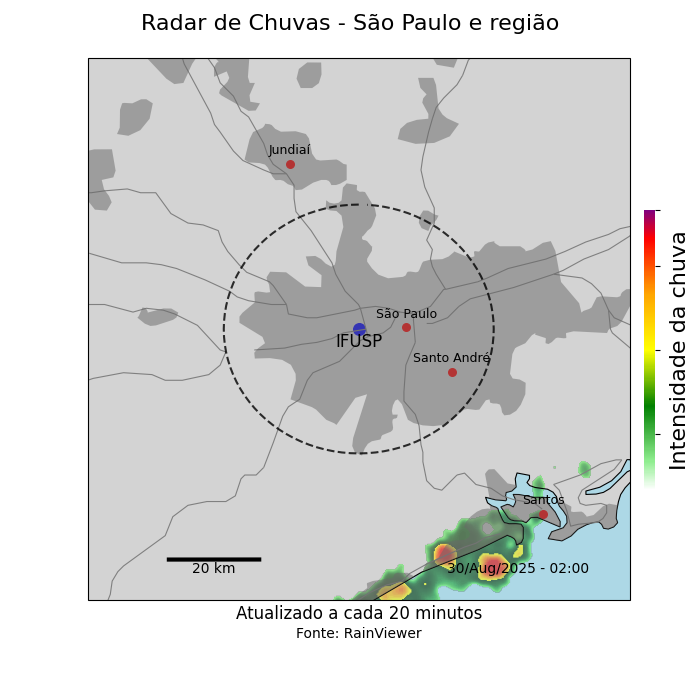 Radar de Chuvas - São Paulo e região
Jundiaí
São Paulo
IFUSP
Santo André
Santos
20 km
30/Aug/2025 - 02:00
Intensidade da chuva
Atualizado a cada 20 minutos
Fonte: RainViewer